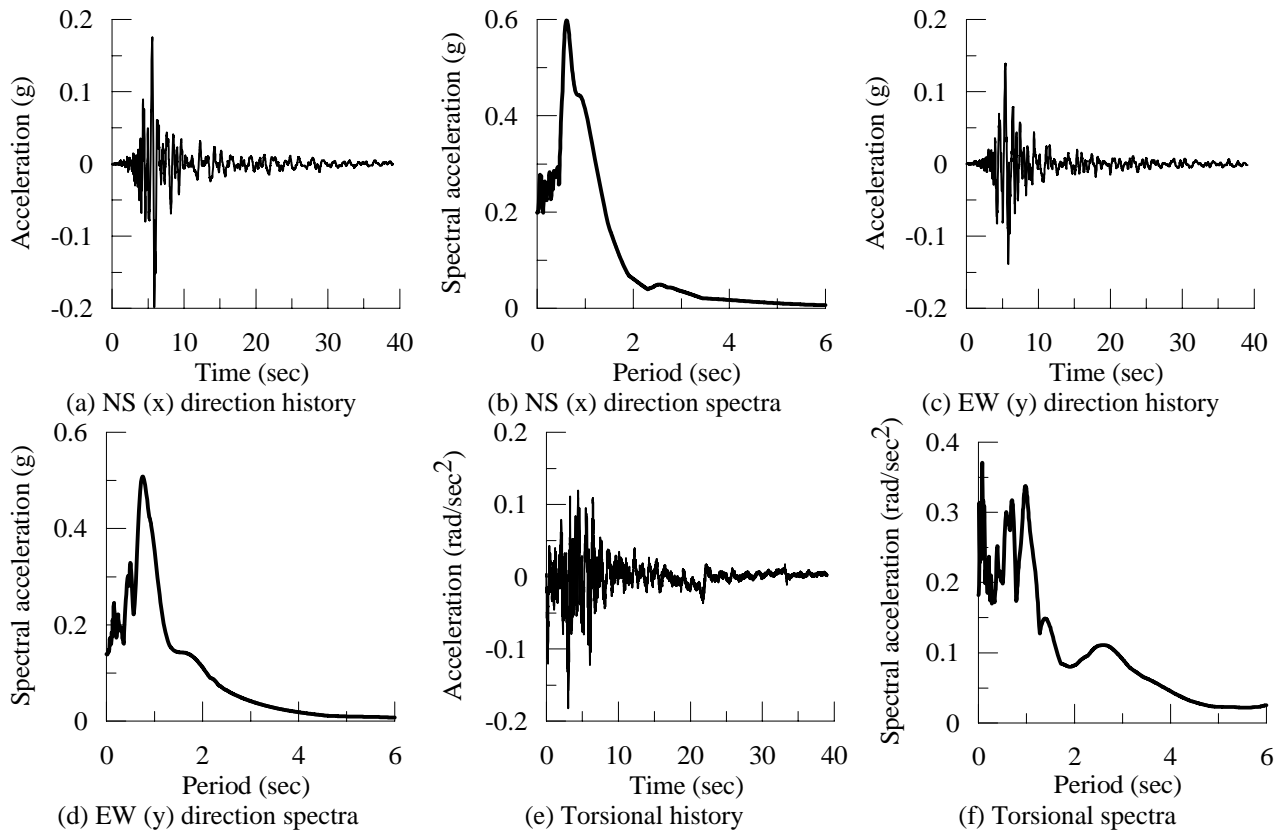 Acceleration (g)
0.2
0.1
0
-0.1
-0.2
0 10 20 30 40
Time (sec)
(a) NS (x) direction history
Spectral acceleration (g)
0.6
0.4
0.2
0
0 2 4 6
Period (sec)
(b) NS (x) direction spectra
Acceleration (g)
0.2
0.1
0
-0.1
-0.2
0 10 20 30 40
Time (sec)
(c) EW (y) direction history
Spectral acceleration (g)
0.6
0.4
0.2
0
0 2 4 6
Period (sec)
(d) EW (y) direction spectra
Acceleration (rad/sec2)
0.2
0.1
0
-0.1
-0.2
0 10 20 30 40
Time (sec)
(e) Torsional history
Spectral acceleration (rad/sec2)
0.4
0.3
0.2
0.1
0
0 2 4 6
Period (sec)
(f) Torsional spectra